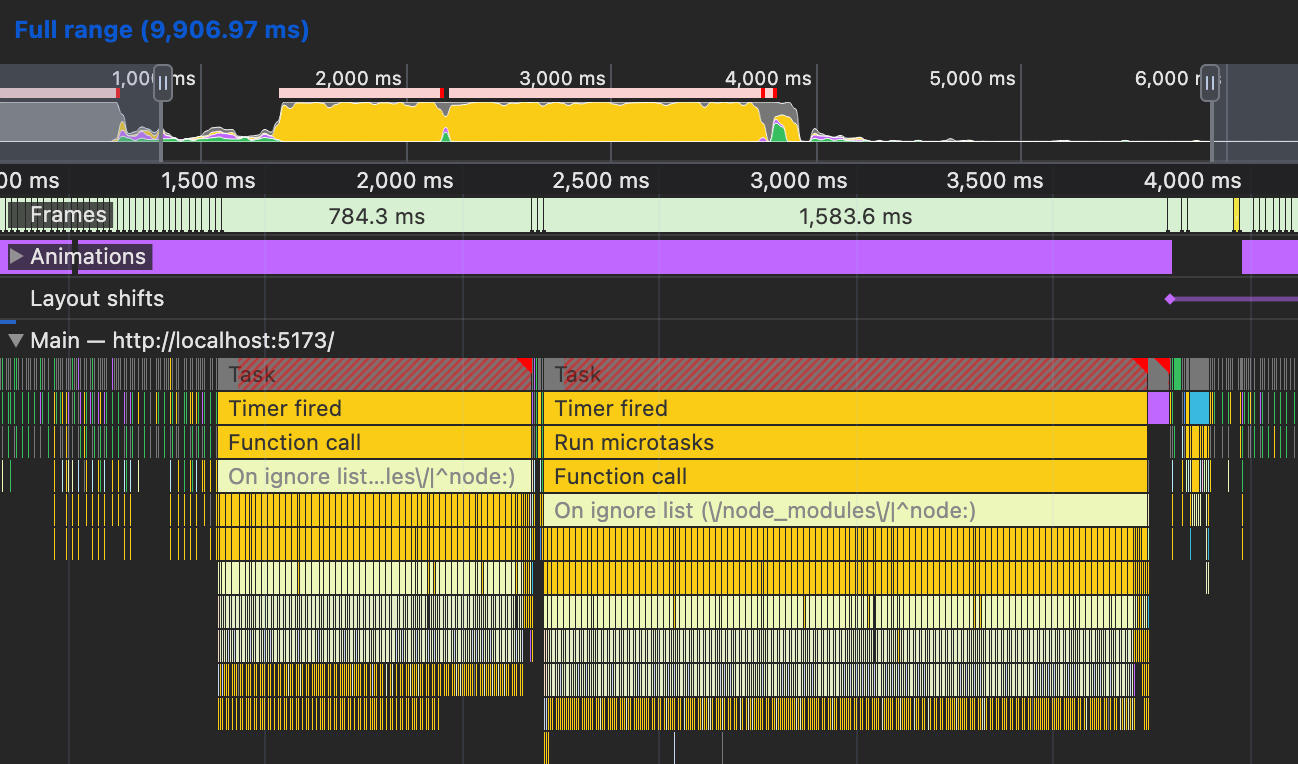 Full range (9,906.97 ms)
1,000 ms 2,000 ms 3,000 ms 4,000 ms 5,000 ms 6,000
00 ms 1,500 ms 2,000 ms 2,500 ms 3,000 ms 3,500 ms 4,000 ms
Frames 784.3 ms 1,583.6 ms
Animations
Layout shifts
Main — http://localhost:5173/
Task Task
Timer fired Timer fired
Function call Run microtasks
On ignore list...les\/|^node:) Function call
On ignore list (\/node_modules\/|^node:)